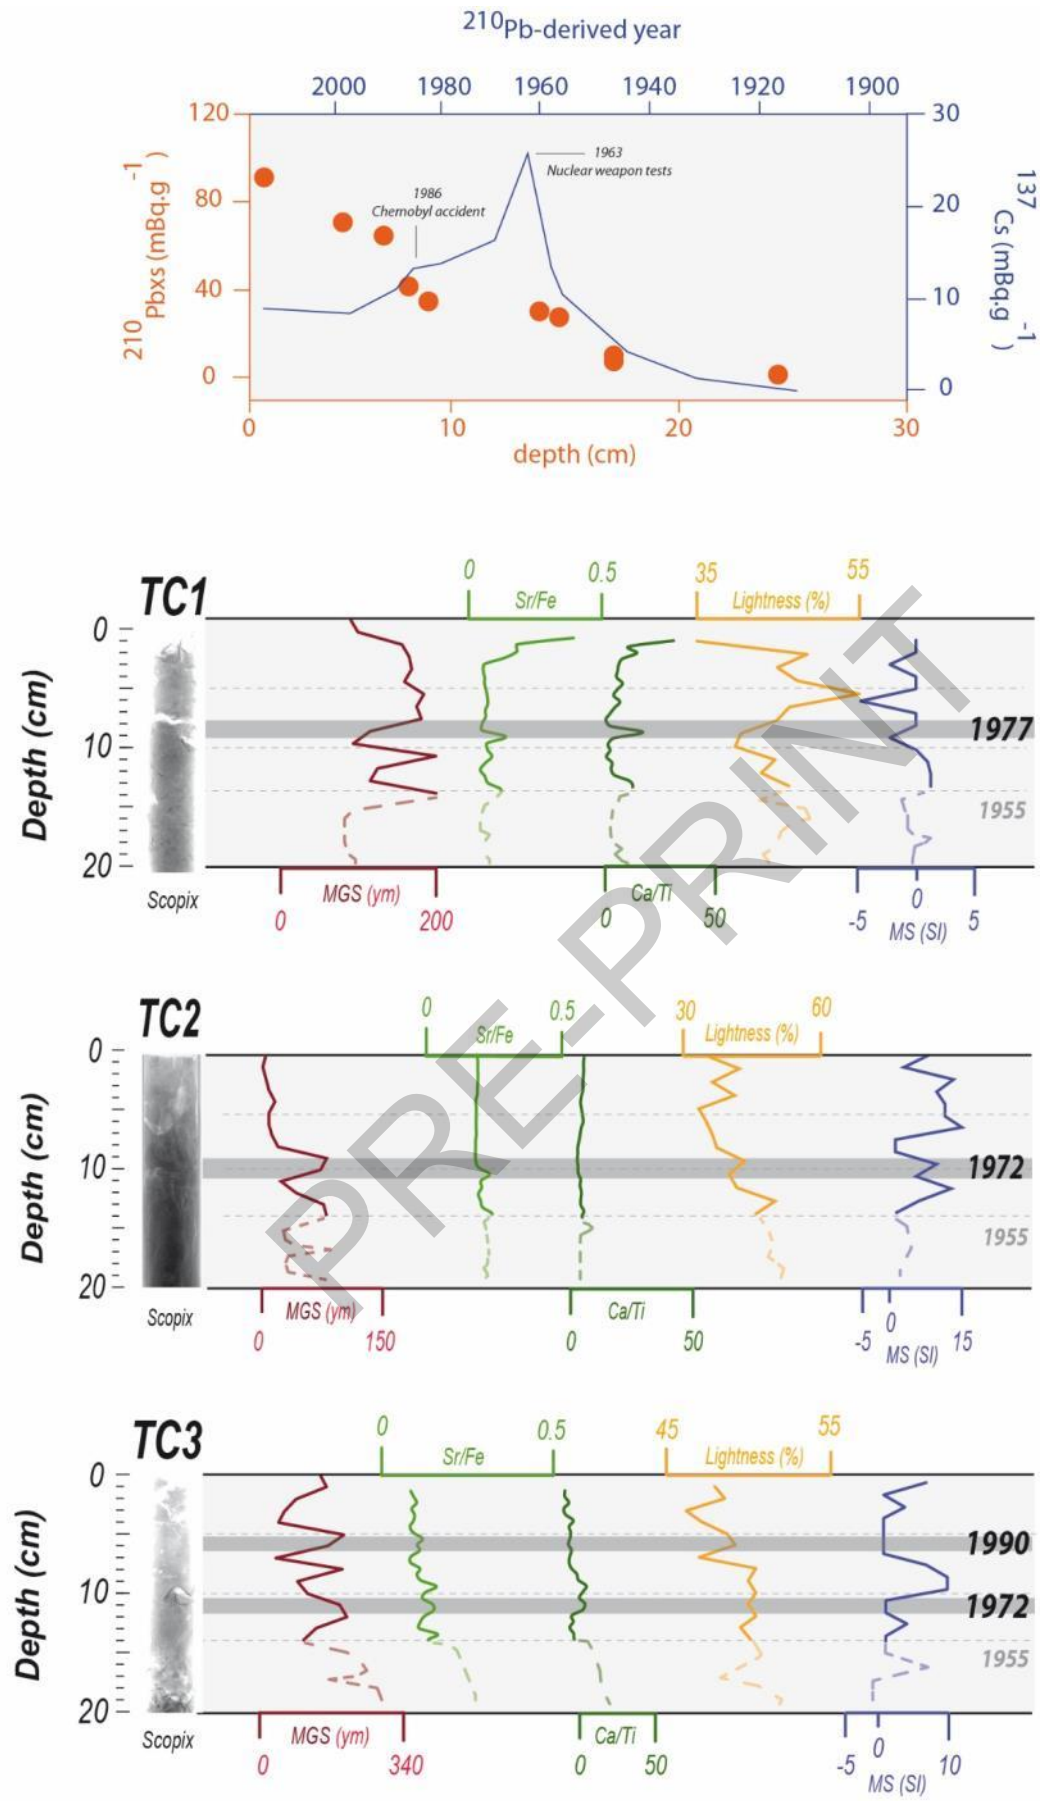 210Pb-derived year
2000 1980 1960 1940 1920 1900
120 30
1963
Nuclear weapon tests
1986
Chernobyl accident
80 20
40 10
0 0
210Pbxs (mBq.g-1)
137Cs (mBq.g-1)
0 10 20 30
depth (cm)
TC1
0 0.5 35 55
Sr/Fe Lightness (%)
0
10
20
Depth (cm)
1977
1955
Scopix
MGS (ym) Ca/Ti
0 200 0 50 -5 0 5
MS (SI)
TC2
0 0.5 30 60
Sr/Fe Lightness (%)
0
10
20
Depth (cm)
1972
1955
Scopix
MGS (ym) Ca/Ti
0 150 0 50 -5 0 15
MS (SI)
TC3
0 0.5 45 55
Sr/Fe Lightness (%)
0
10
20
Depth (cm)
1990
1972
1955
Scopix
MGS (ym) Ca/Ti
0 340 0 50 -5 0 10
MS (SI)
PRE-PRINT